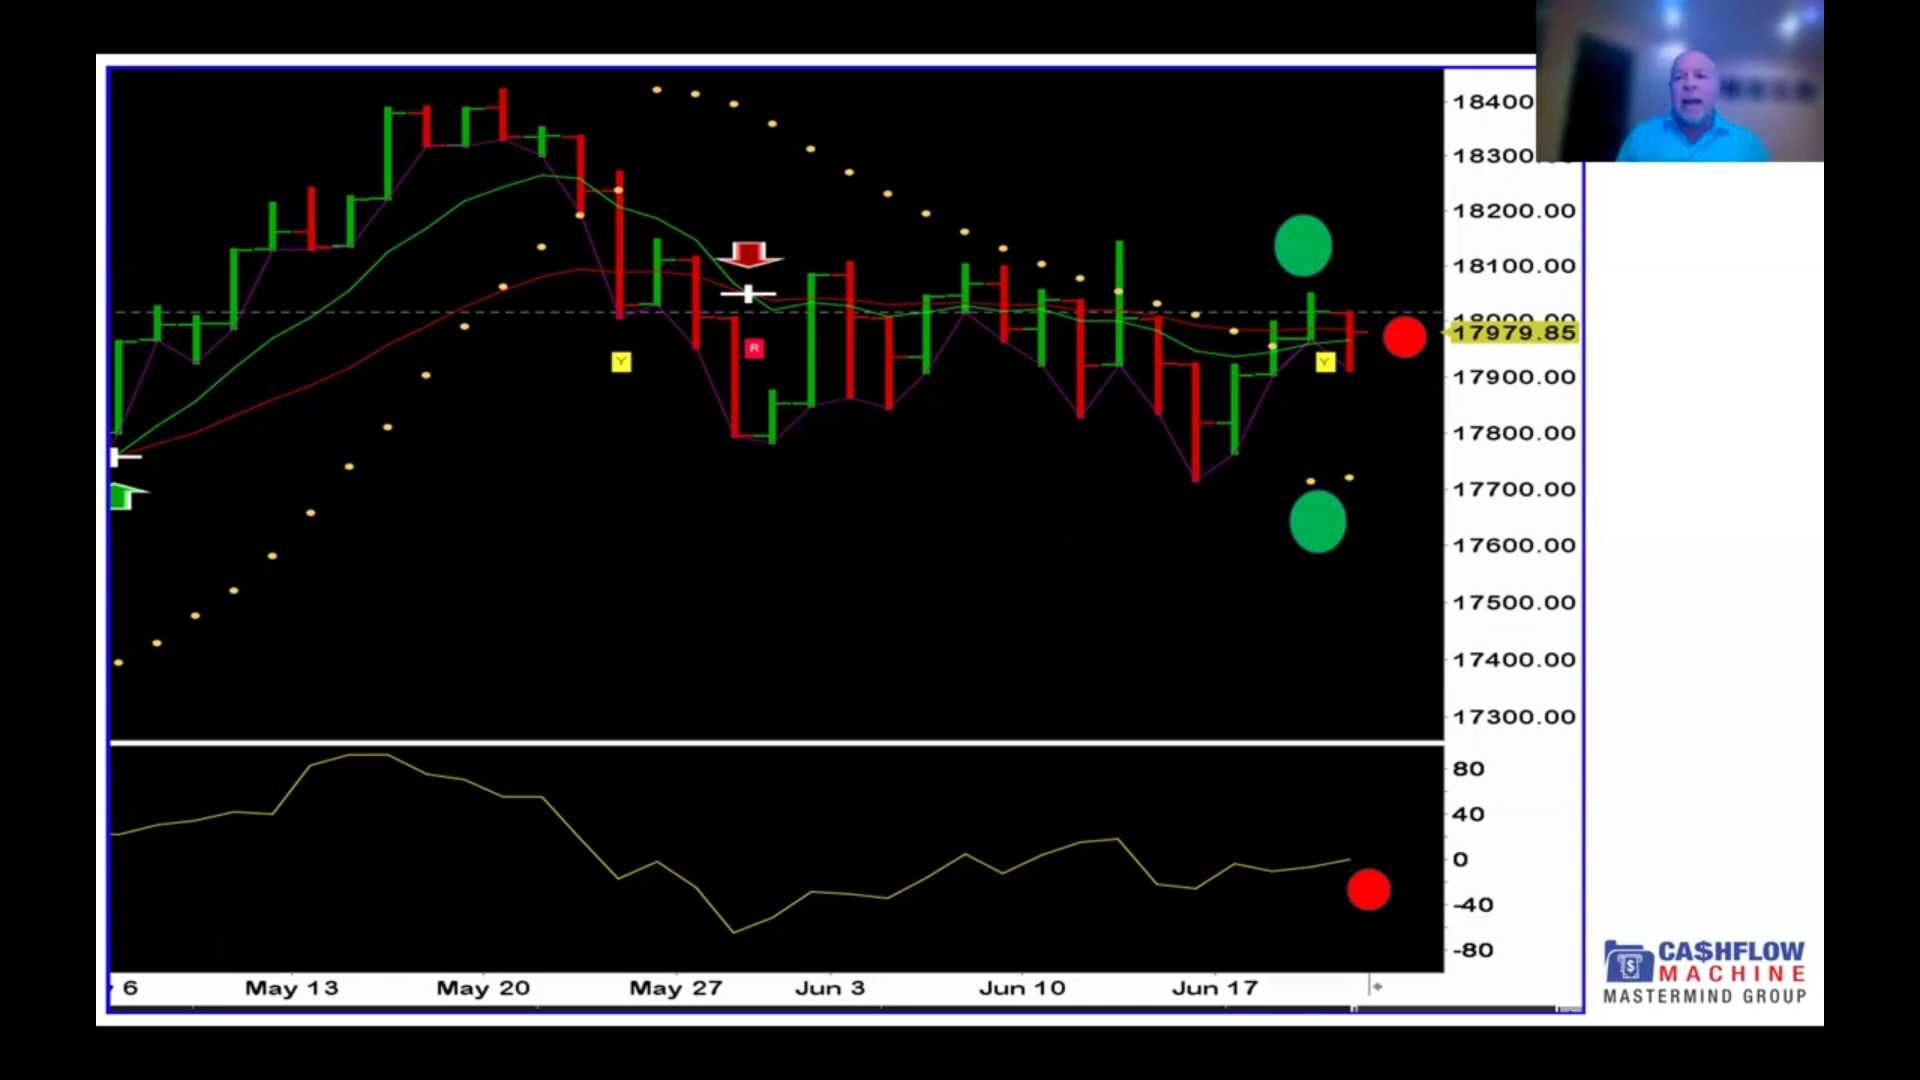 18400
18300
18200.00
18100.00
18000.00
17979.85
17900.00
17800.00
17700.00
17600.00
17500.00
17400.00
17300.00
Y
R
Y
80
40
0
-40
-80
6
May 13
May 20
May 27
Jun 3
Jun 10
Jun 17
CA$HFLOW
MACHINE
MASTERMIND GROUP